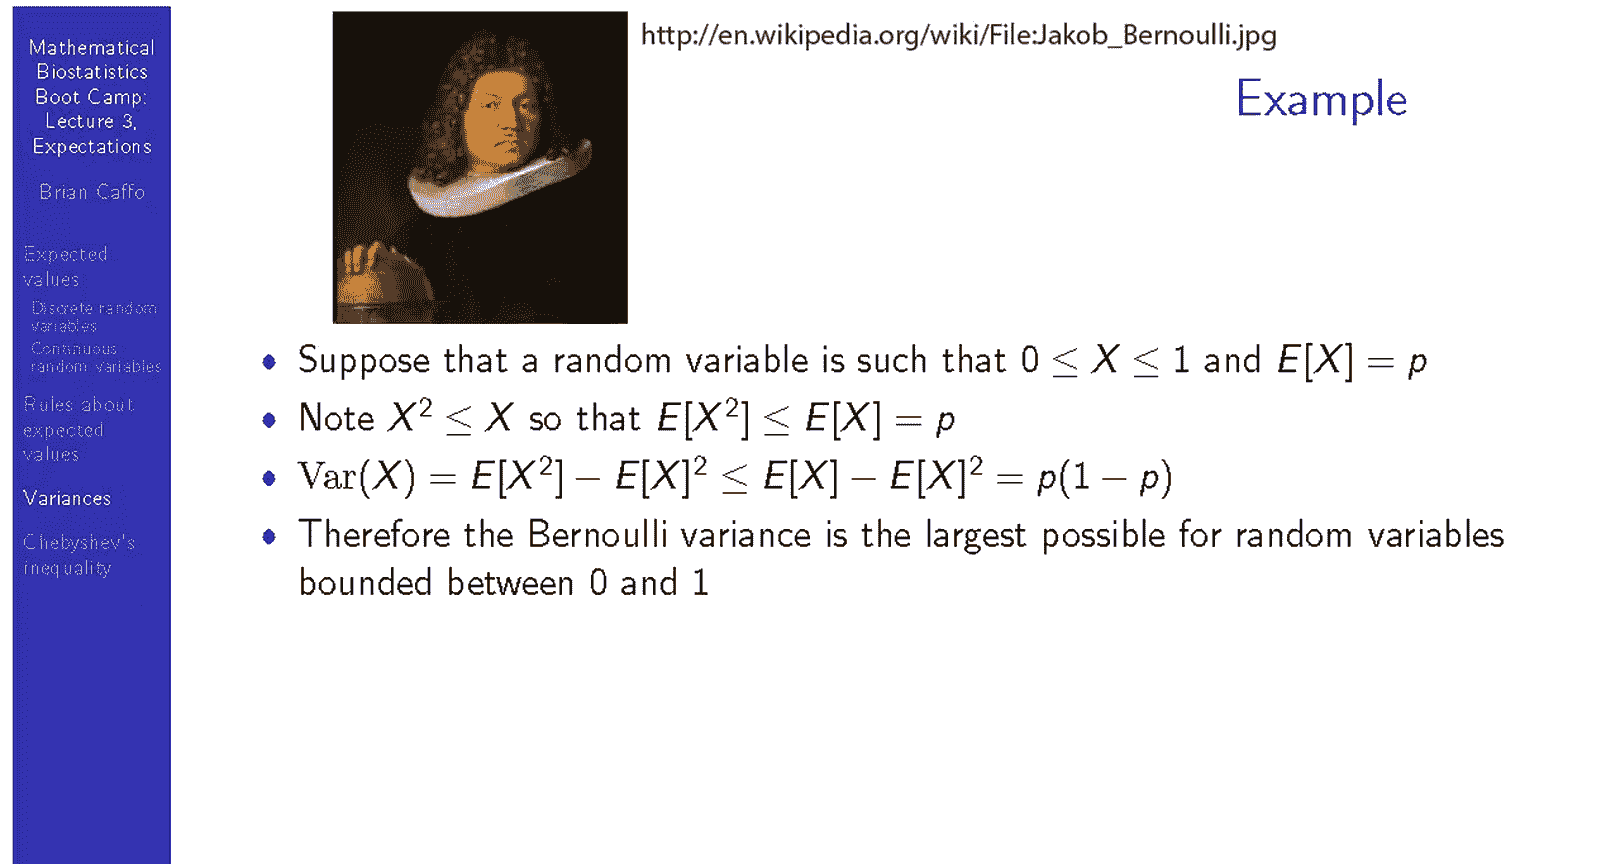 Mathematical
Biostatistics
Boot Camp:
Lecture 3,
Expectations
Brian Caffo
Expected
values
Discrete random
variables
Continuous
random variables
Rules about
expected
values
Variances
Chebyshev's
inequality
http://en.wikipedia.org/wiki/File:Jakob_Bernoulli.jpg
Example
• Suppose that a random variable is such that 0 ≤ X ≤ 1 and E[X] = p
• Note X² ≤ X so that E[X²] ≤ E[X] = p
• Var(X) = E[X²] − E[X]² ≤ E[X] − E[X]² = p(1 − p)
• Therefore the Bernoulli variance is the largest possible for random variables
bounded between 0 and 1